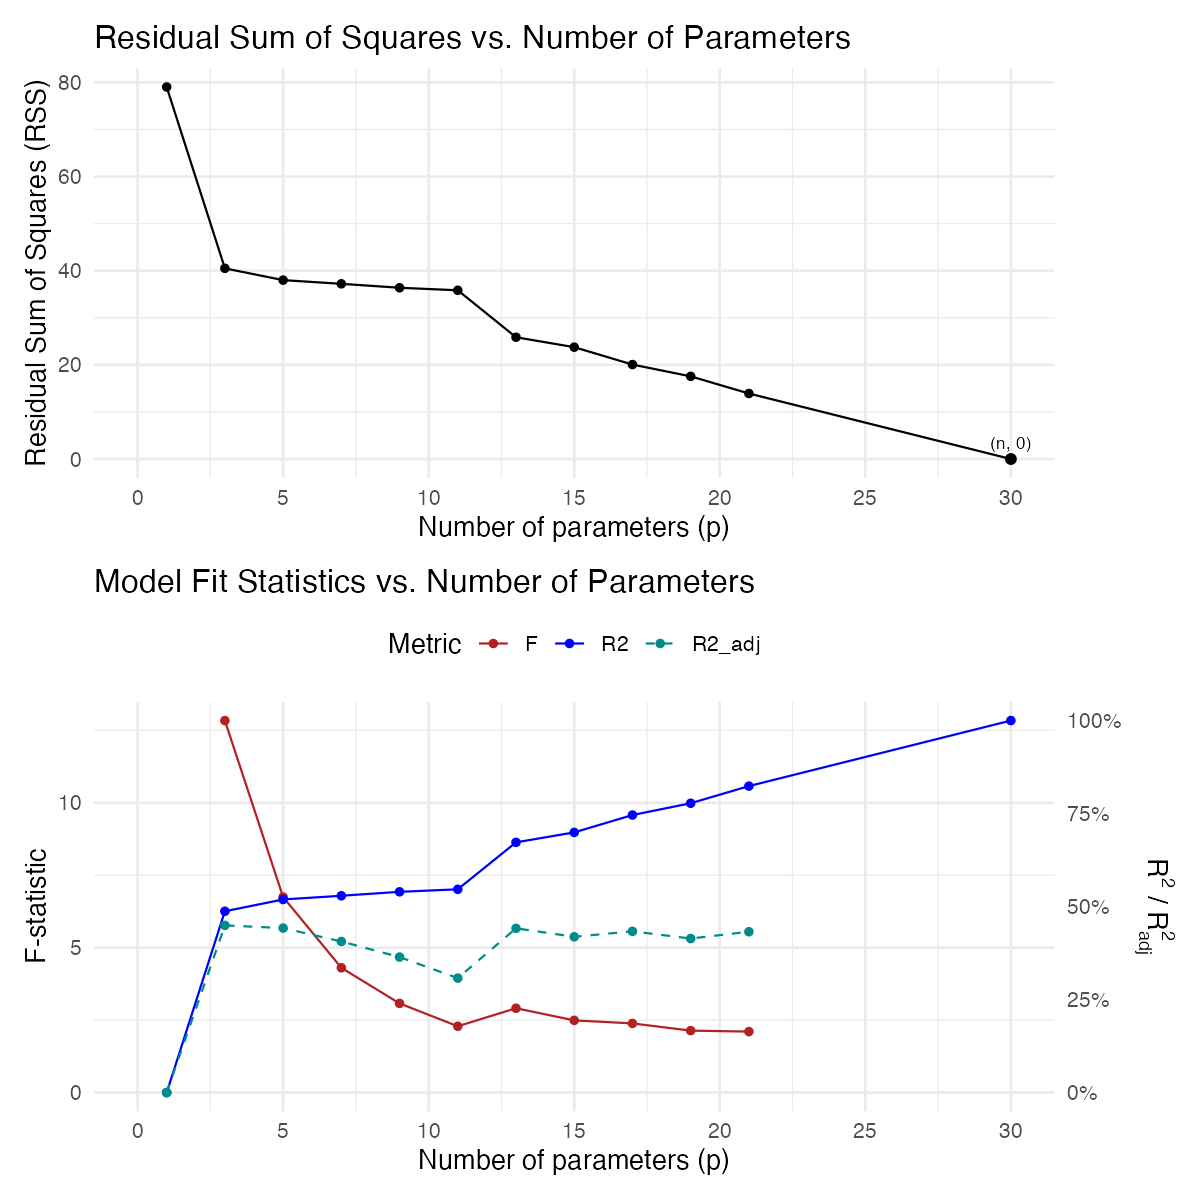 Residual Sum of Squares vs. Number of Parameters
Residual Sum of Squares (RSS)
80
60
40
20
0
(n, 0)
0 5 10 15 20 25 30
Number of parameters (p)
Model Fit Statistics vs. Number of Parameters
Metric F R2 R2_adj
F-statistic
10
5
0
100%
75%
50%
25%
0%
R² / R²adj
0 5 10 15 20 25 30
Number of parameters (p)